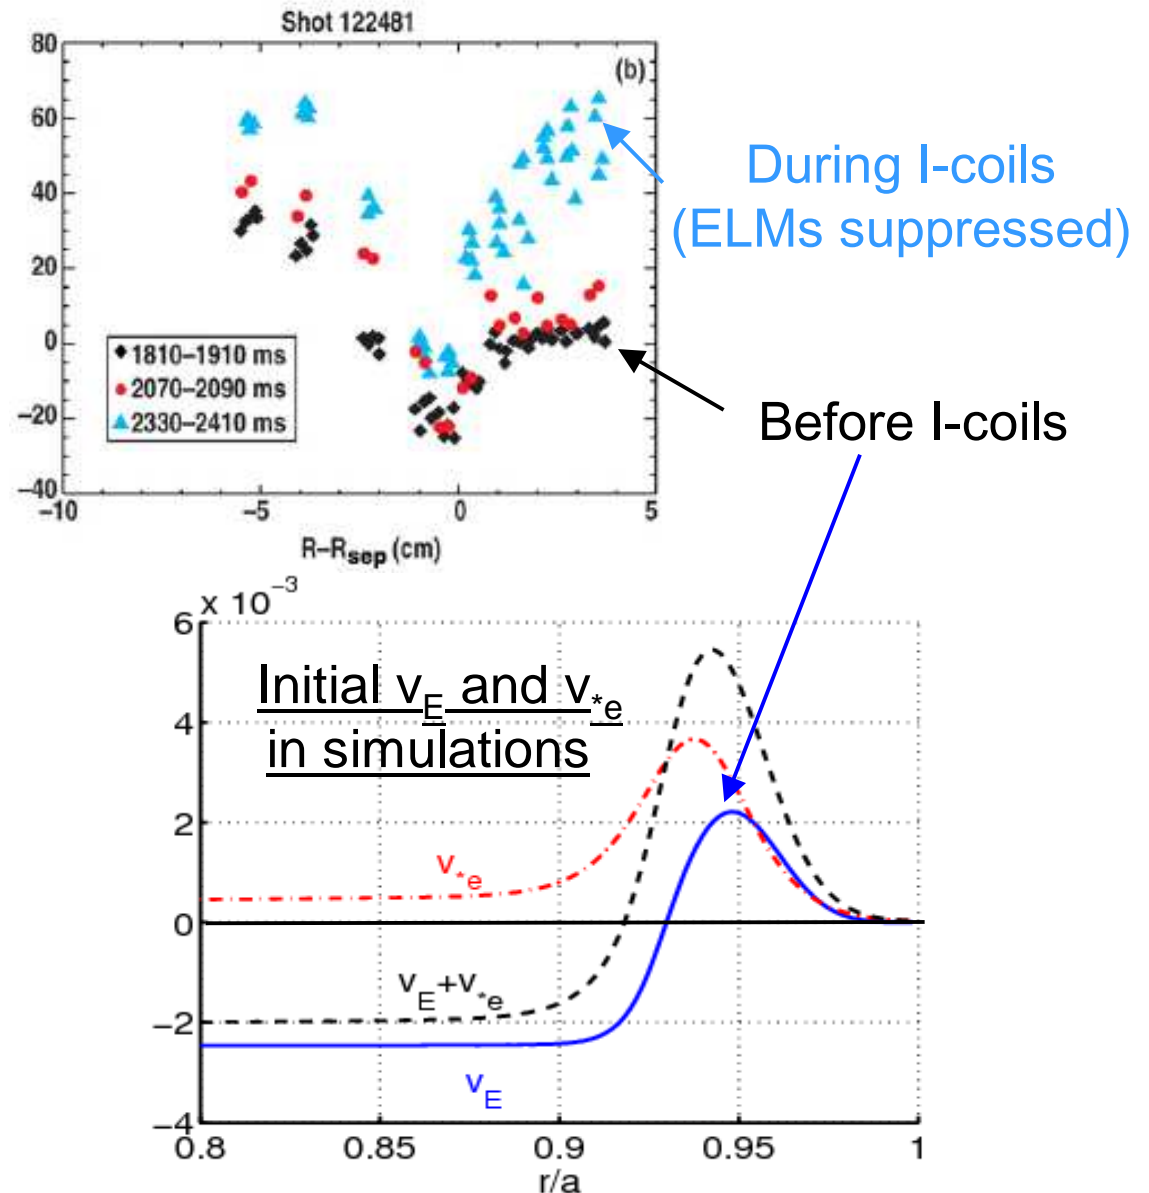 Shot 122481
(b)
80
60
40
20
0
−20
−40
−10
−5
0
5
R−Rsep (cm)
1810−1910 ms
2070−2090 ms
2330−2410 ms
During I-coils
(ELMs suppressed)
Before I-coils
x 10⁻³
6
4
2
0
−2
−4
Initial vE and v*e
in simulations
v*e
vE+v*e
vE
0.8
0.85
0.9
0.95
1
r/a